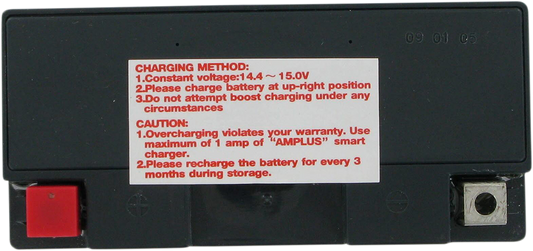 CHARGING METHOD:
1.Constant voltage:14.4 ~ 15.0V
2.Please charge battery at up-right position
3.Do not attempt boost charging under any
circumstances
CAUTION:
1.Overcharging violates your warranty. Use
maximum of 1 amp of "AMPLUS" smart
charger.
2.Please recharge the battery for every 3
months during storage.